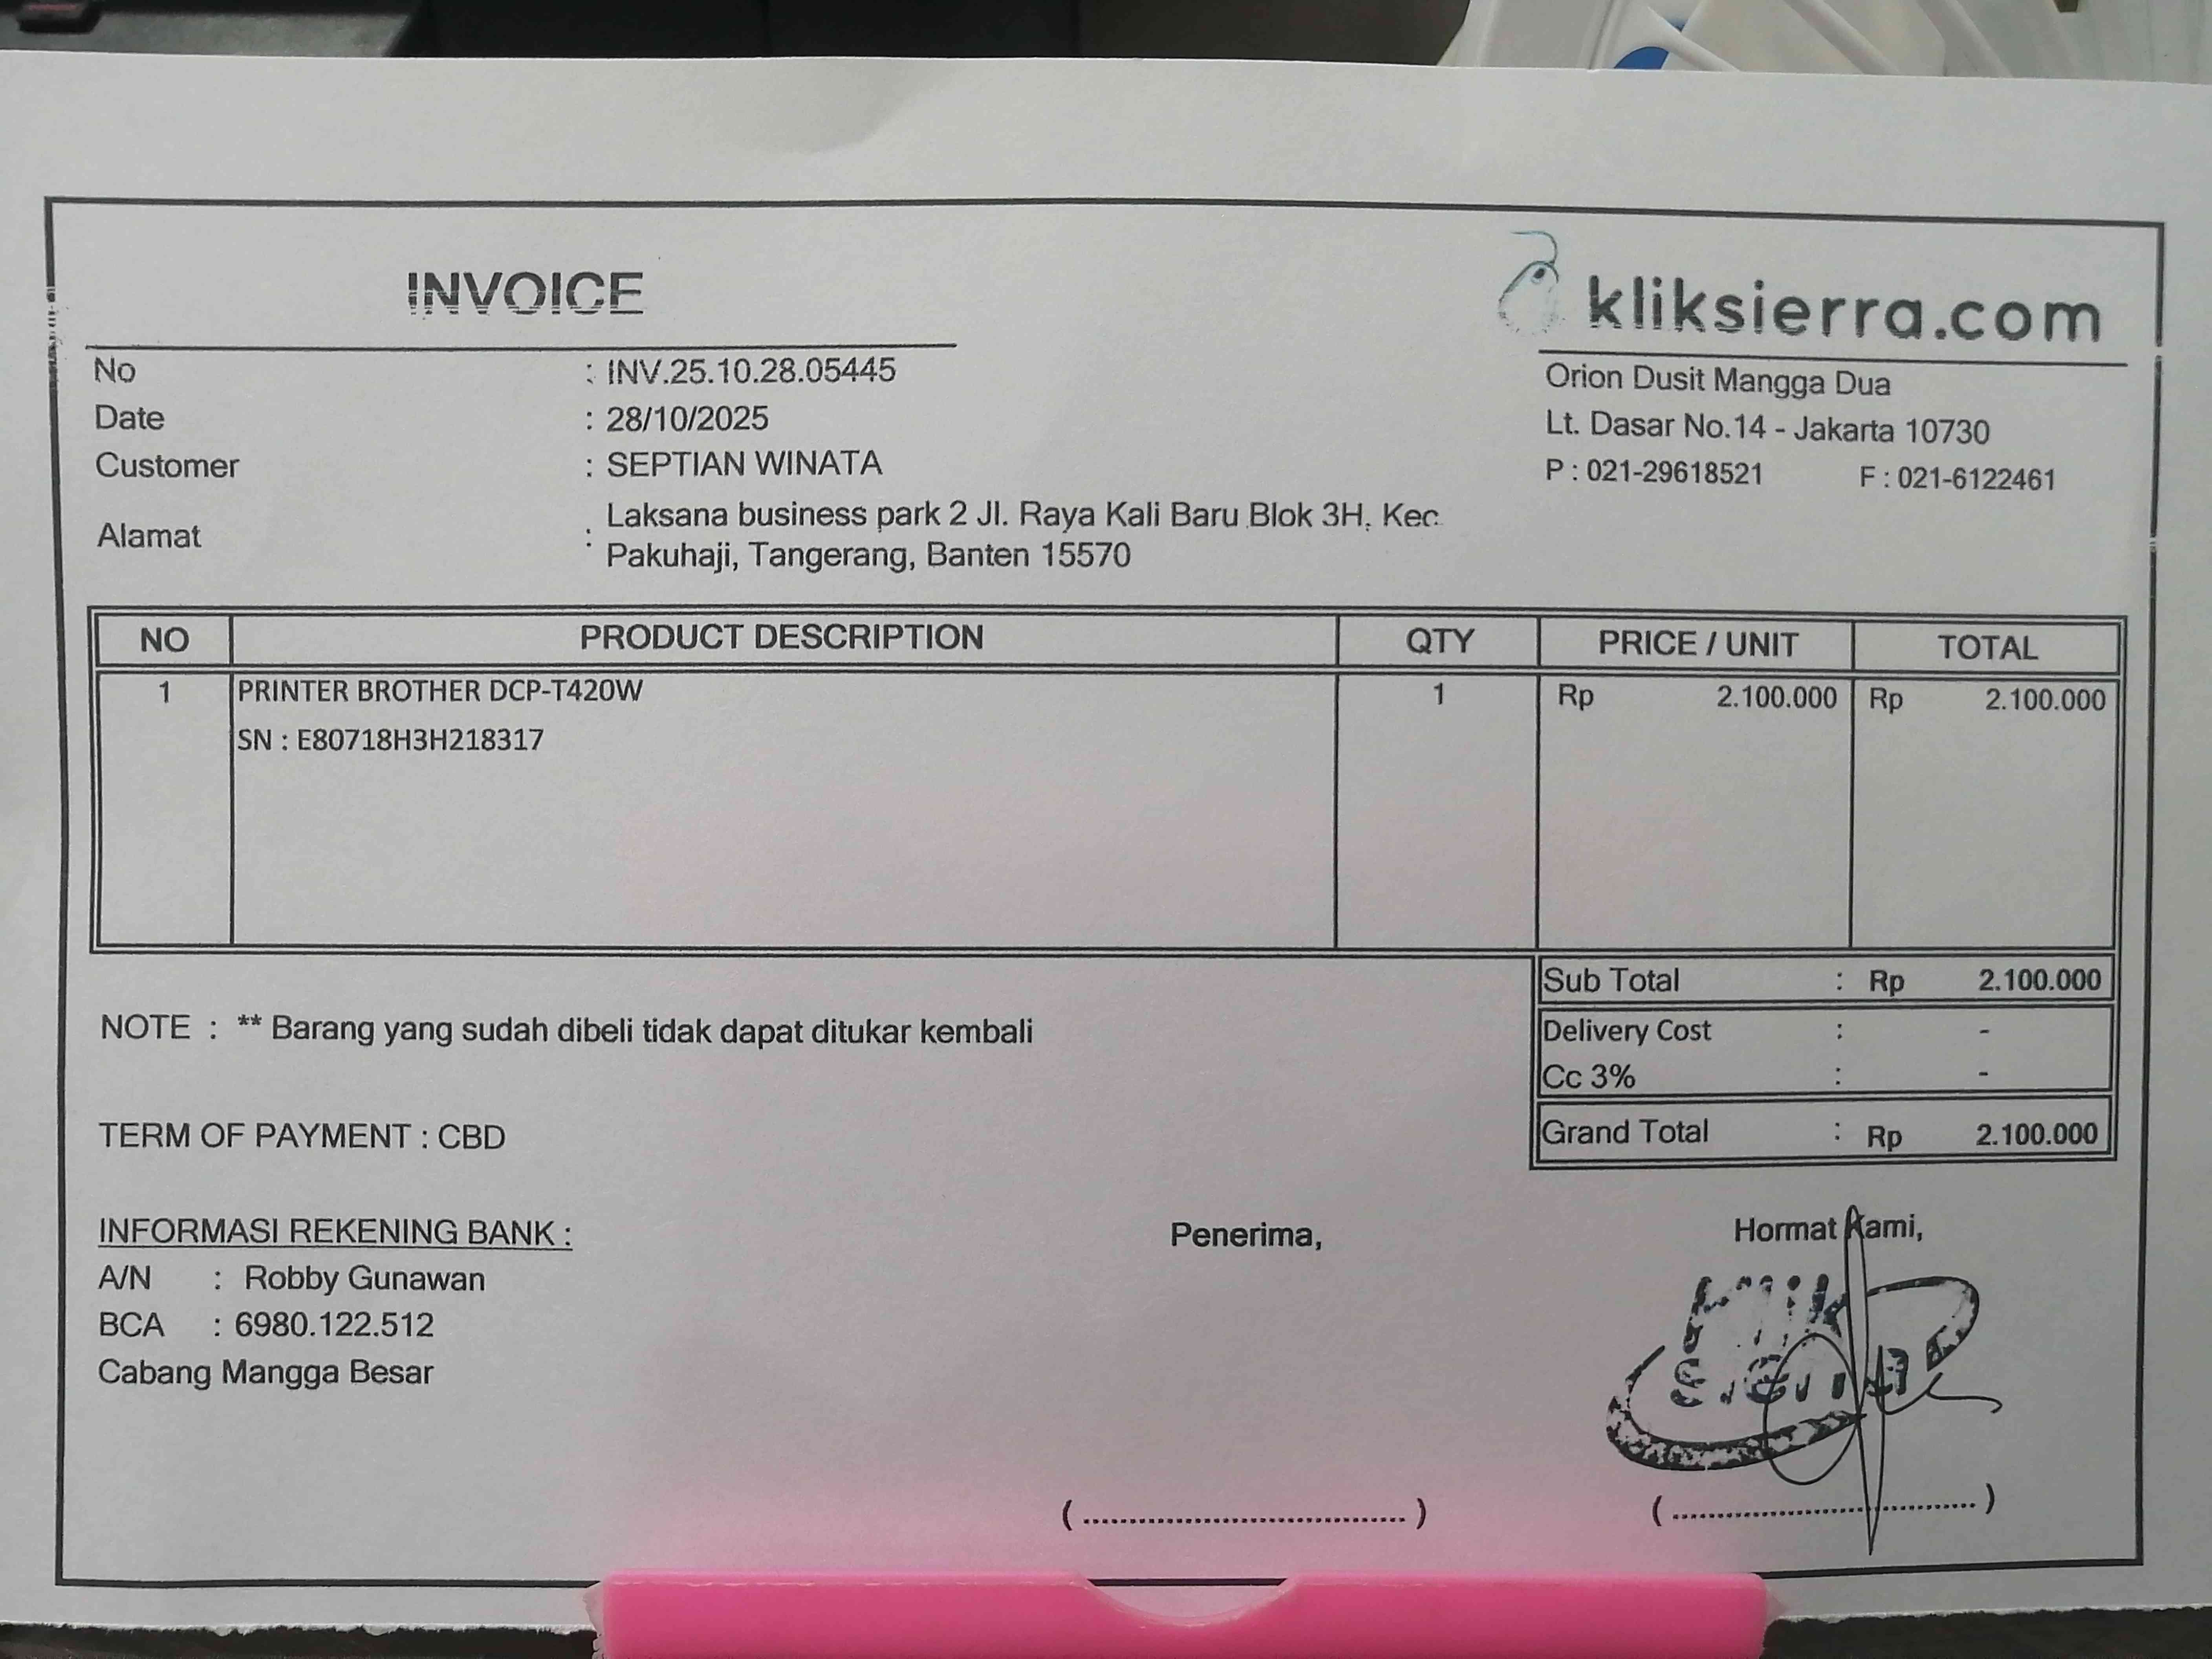 INVOICE
kliksierra.com
No : INV.25.10.28.05445
Date : 28/10/2025
Customer : SEPTIAN WINATA
Alamat : Laksana business park 2 Jl. Raya Kali Baru Blok 3H, Kec.
Pakuhaji, Tangerang, Banten 15570
Orion Dusit Mangga Dua
Lt. Dasar No.14 - Jakarta 10730
P : 021-29618521 F : 021-6122461
NO PRODUCT DESCRIPTION QTY PRICE / UNIT TOTAL
1 PRINTER BROTHER DCP-T420W 1 Rp 2.100.000 Rp 2.100.000
SN : E80718H3H218317
Sub Total : Rp 2.100.000
NOTE : ** Barang yang sudah dibeli tidak dapat ditukar kembali
Delivery Cost : -
Cc 3% : -
TERM OF PAYMENT : CBD
Grand Total : Rp 2.100.000
INFORMASI REKENING BANK :
A/N : Robby Gunawan
BCA : 6980.122.512
Cabang Mangga Besar
Penerima,
(..............................)
Hormat Kami,
klik
sierra
(..............................)